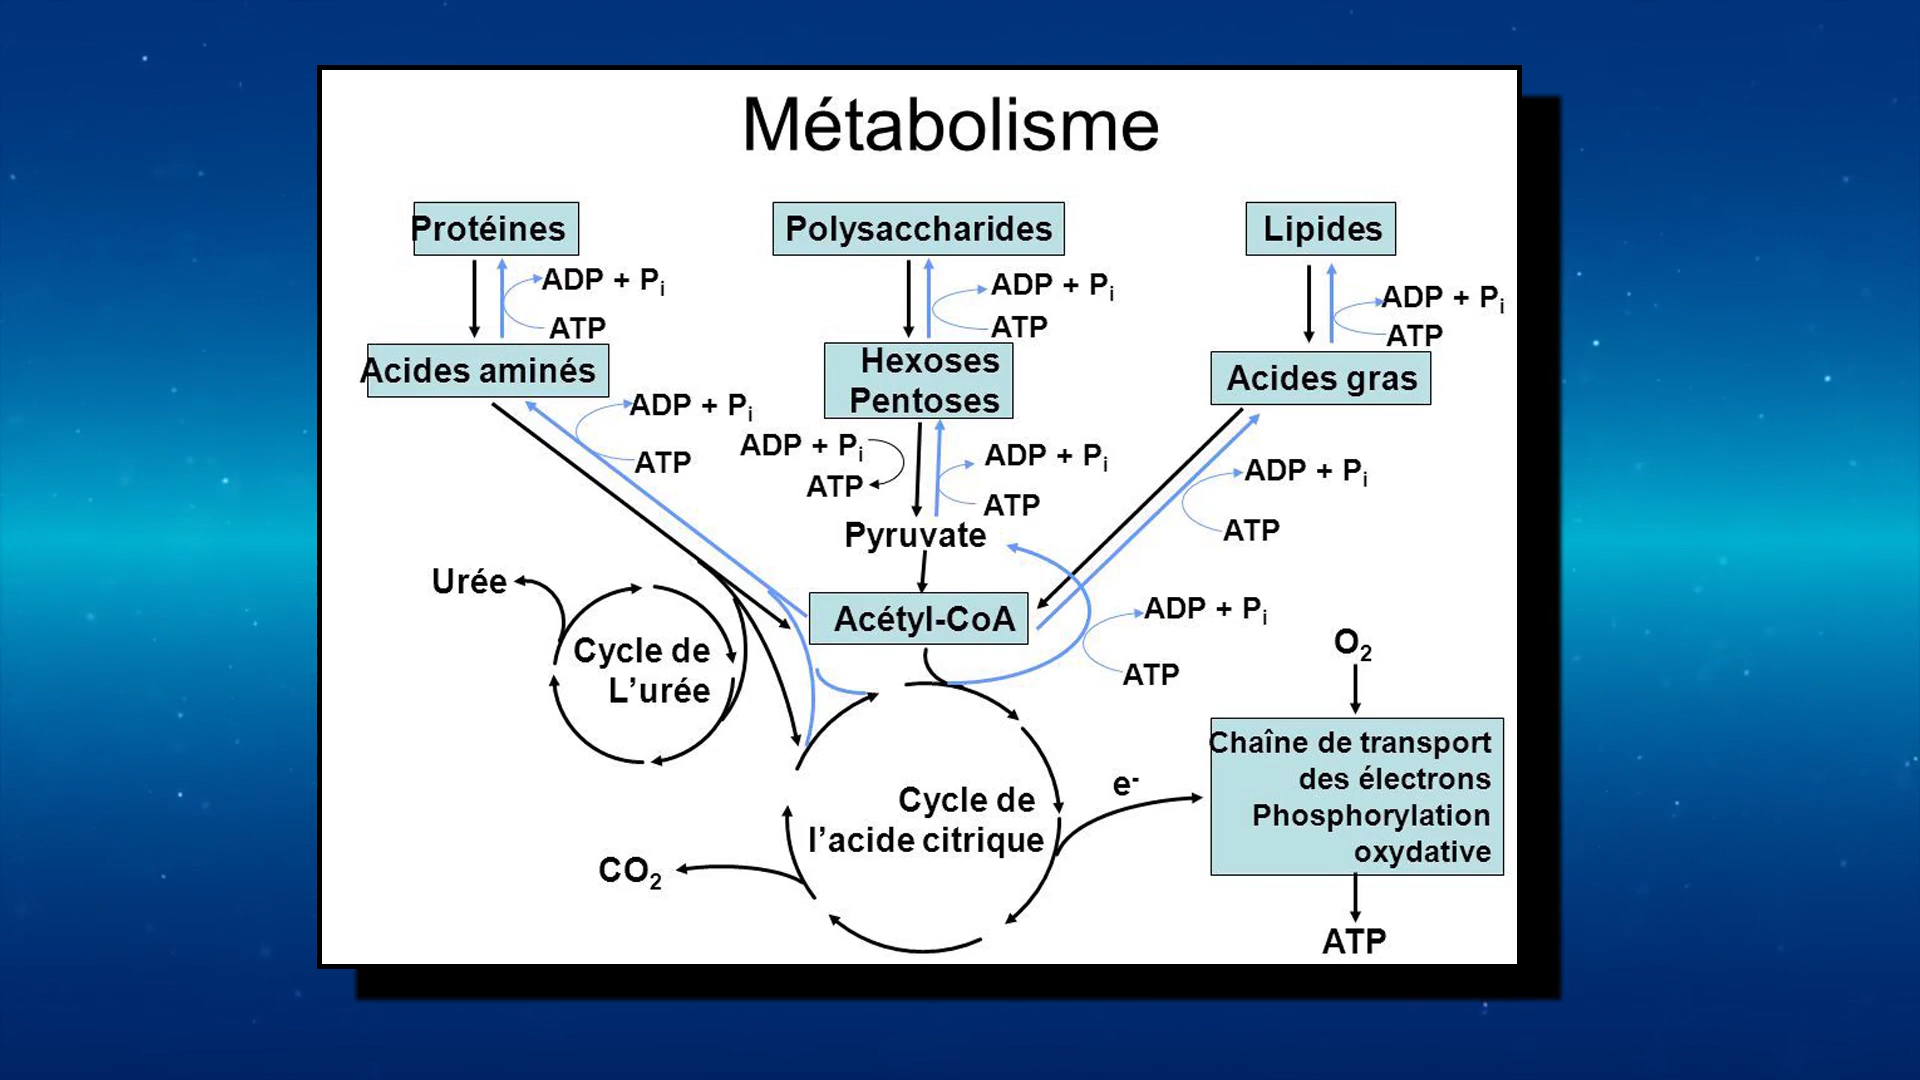 Métabolisme
Protéines
Polysaccharides
Lipides
ADP + Pi
ATP
ADP + Pi
ATP
ADP + Pi
ATP
Acides aminés
Hexoses
Pentoses
Acides gras
ADP + Pi
ATP
ADP + Pi
ATP
ADP + Pi
ATP
ADP + Pi
ATP
Pyruvate
Urée
Acétyl-CoA
ADP + Pi
ATP
Cycle de
L'urée
O2
Chaîne de transport
des électrons
Phosphorylation
oxydative
e-
Cycle de
l'acide citrique
CO2
ATP